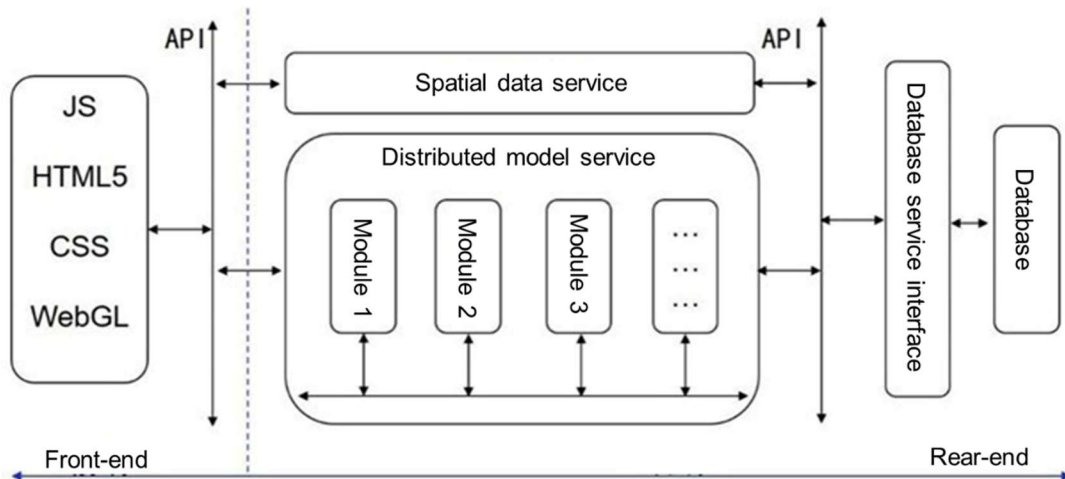 API
JS
HTML5
CSS
WebGL
Spatial data service
Distributed model service
Module 1
Module 2
Module 3
...
...
...
API
Database service interface
Database
Front-end
Rear-end